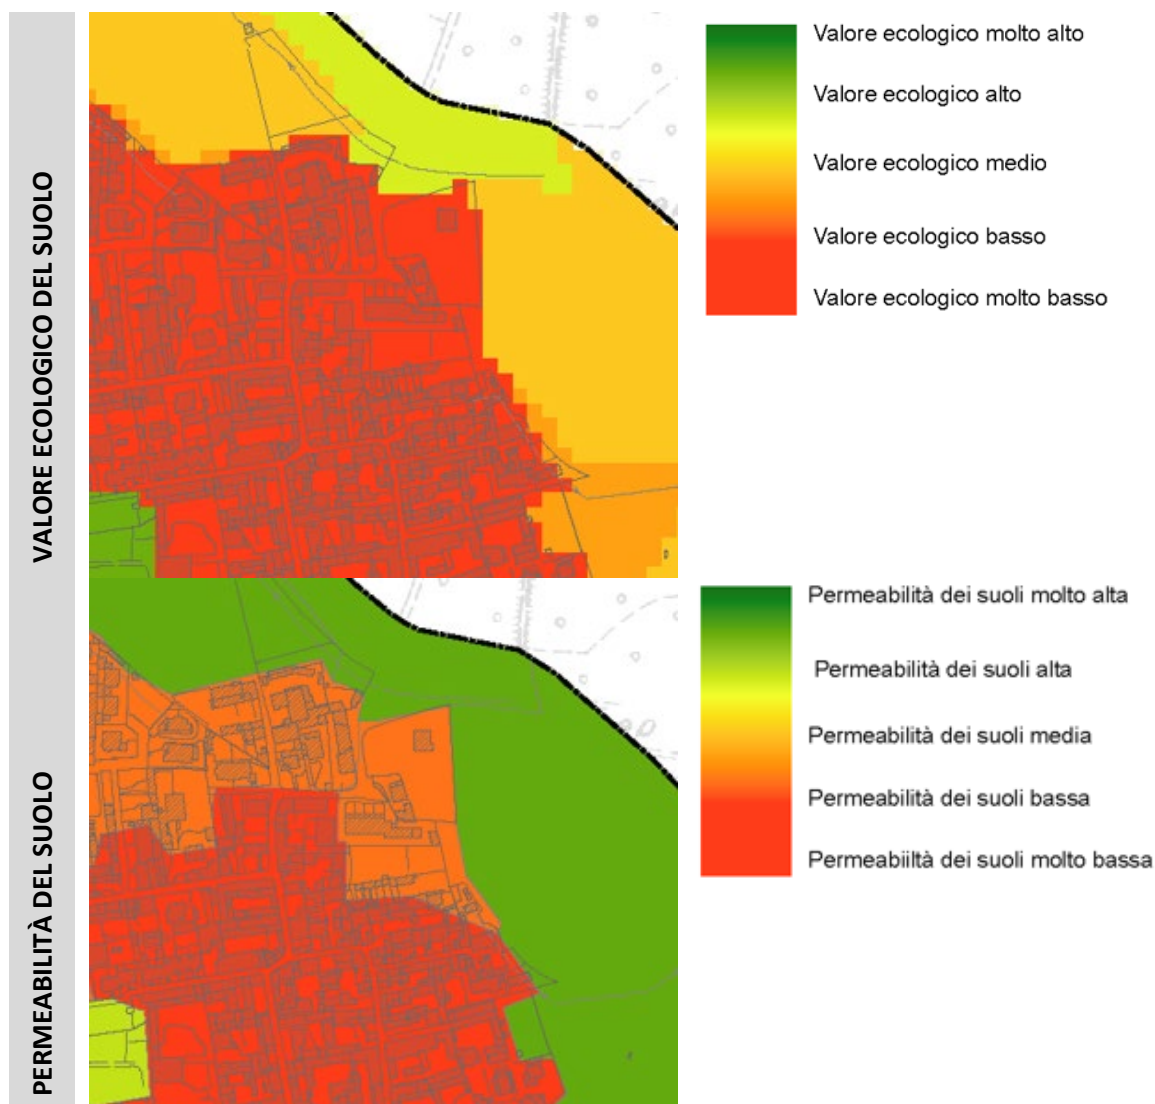 VALORE ECOLOGICO DEL SUOLO
Valore ecologico molto alto
Valore ecologico alto
Valore ecologico medio
Valore ecologico basso
Valore ecologico molto basso
PERMEABILITÀ DEL SUOLO
Permeabilità dei suoli molto alta
Permeabilità dei suoli alta
Permeabilità dei suoli media
Permeabilità dei suoli bassa
Permeabiiltà dei suoli molto bassa